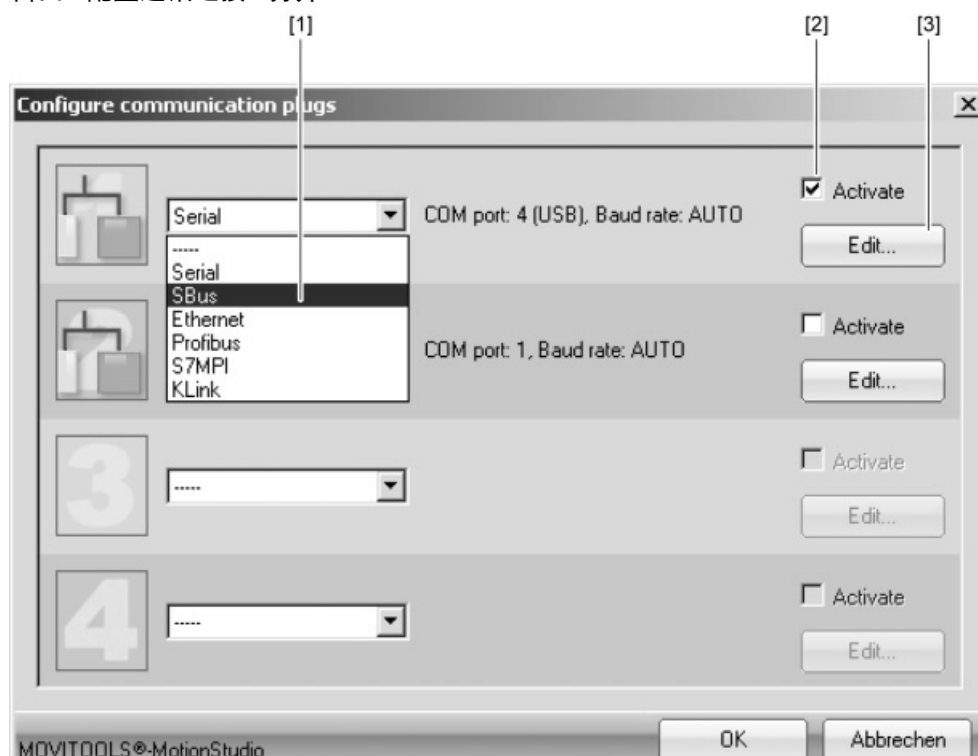 [1] [2] [3]
Configure communication plugs
Serial
COM port: 4 (USB), Baud rate: AUTO
Activate
Edit...
-----
Serial
SBus
Ethernet
Profibus
S7MPI
KLink
COM port: 1, Baud rate: AUTO
Activate
Edit...
3
-----
Activate
Edit...
4
-----
Activate
Edit...
OK
Abbrechen
MOVITOOLS®-MotionStudio